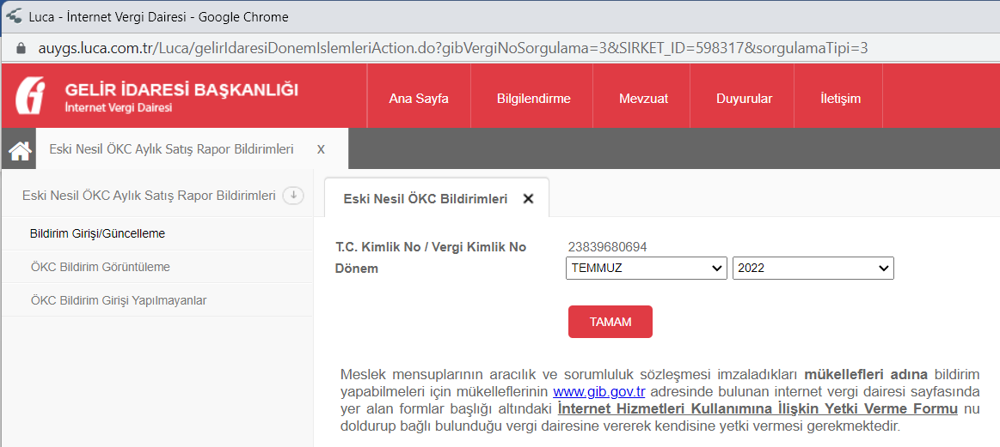 Luca - İnternet Vergi Dairesi - Google Chrome
auygs.luca.com.tr/Luca/gelirIdaresiDonemIslemleriAction.do?gibVergiNoSorgulama=3&SIRKET_ID=598317&sorgulamaTipi=3
GELİR İDARESİ BAŞKANLIĞI
İnternet Vergi Dairesi
Ana Sayfa Bilgilendirme Mevzuat Duyurular İletişim
Eski Nesil ÖKC Aylık Satış Rapor Bildirimleri X
Eski Nesil ÖKC Aylık Satış Rapor Bildirimleri
Bildirim Girişi/Güncelleme
ÖKC Bildirim Görüntüleme
ÖKC Bildirim Girişi Yapılmayanlar
Eski Nesil ÖKC Bildirimleri ✕
T.C. Kimlik No / Vergi Kimlik No 23839680694
Dönem TEMMUZ 2022
TAMAM
Meslek mensuplarının aracılık ve sorumluluk sözleşmesi imzaladıkları mükellefleri adına bildirim
yapabilmeleri için mükelleflerinin www.gib.gov.tr adresinde bulunan internet vergi dairesi sayfasında
yer alan formlar başlığı altındaki İnternet Hizmetleri Kullanımına İlişkin Yetki Verme Formu nu
doldurup bağlı bulunduğu vergi dairesine vererek kendisine yetki vermesi gerekmektedir.